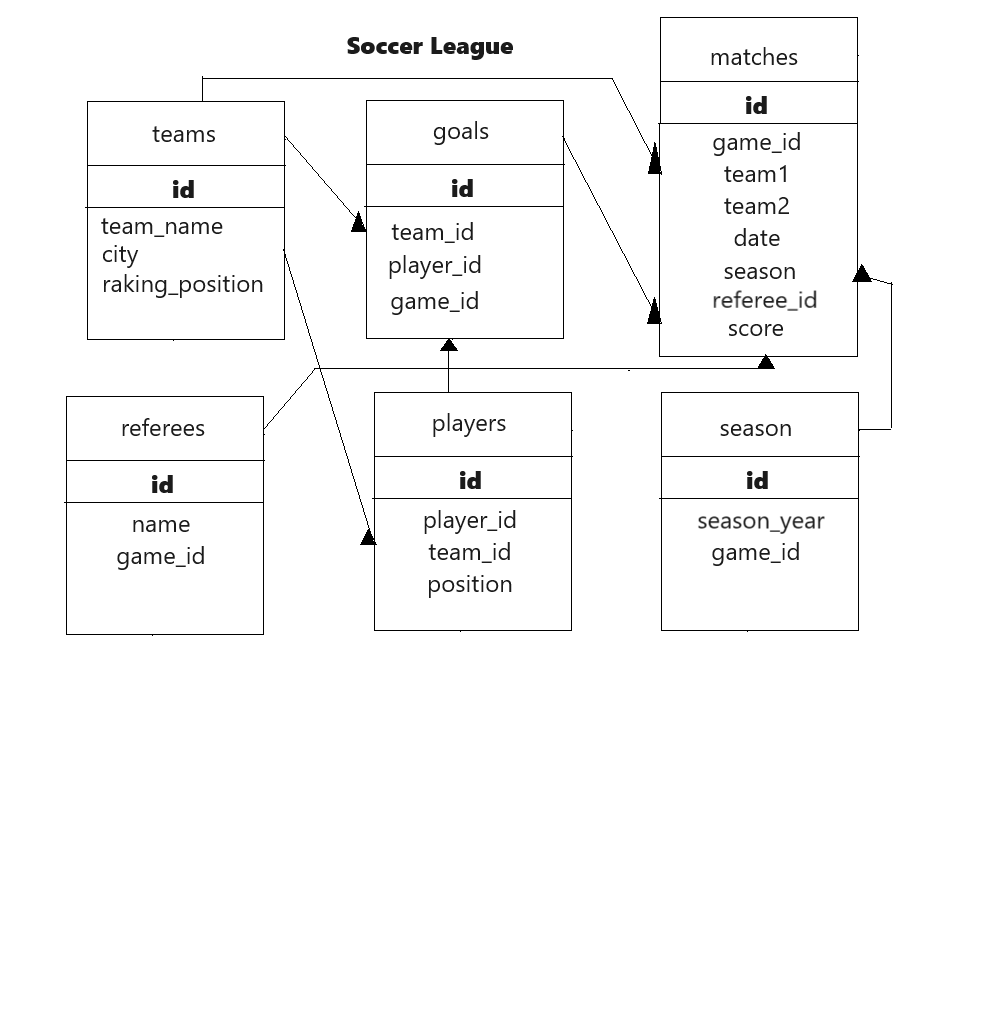 Soccer League
teams
id
team_name
city
raking_position
goals
id
team_id
player_id
game_id
matches
id
game_id
team1
team2
date
season
referee_id
score
referees
id
name
game_id
players
id
player_id
team_id
position
season
id
season_year
game_id